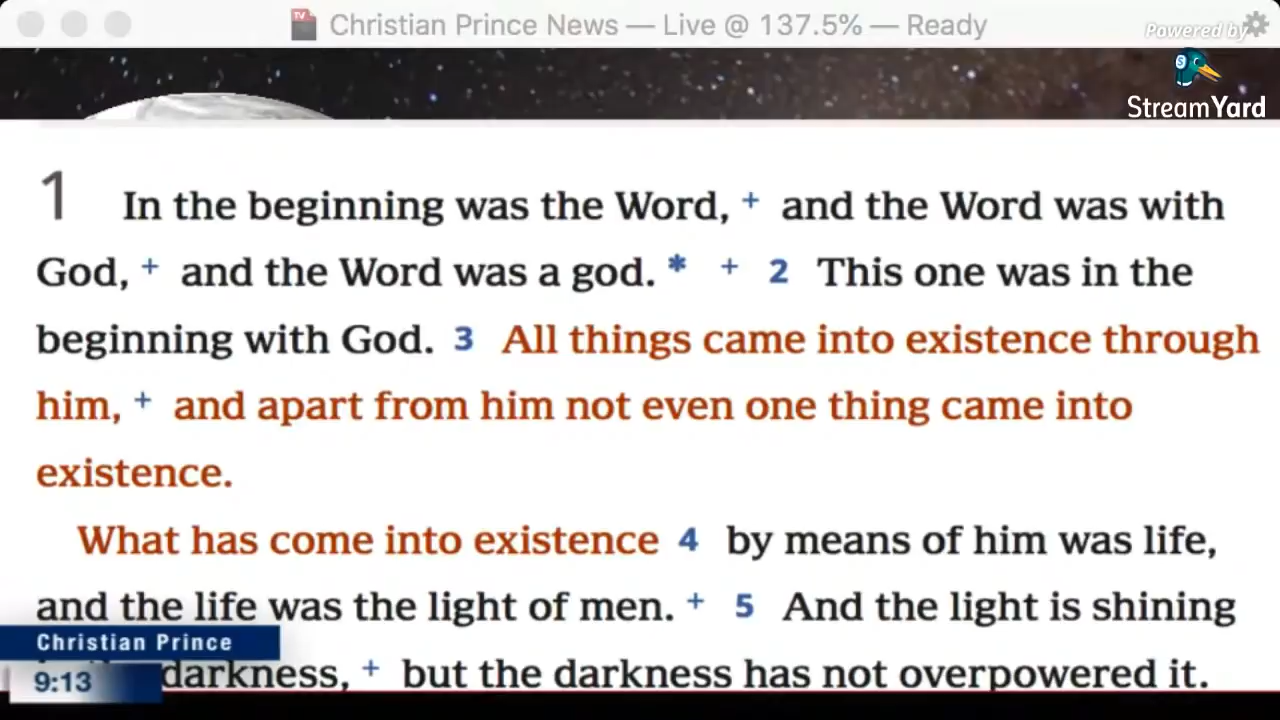 Christian Prince News — Live @ 137.5% — Ready
Powered by
StreamYard
1 In the beginning was the Word, + and the Word was with
God, + and the Word was a god. * + 2 This one was in the
beginning with God. 3 All things came into existence through
him, + and apart from him not even one thing came into
existence.
What has come into existence 4 by means of him was life,
and the life was the light of men. + 5 And the light is shining
darkness, + but the darkness has not overpowered it.
Christian Prince
9:13